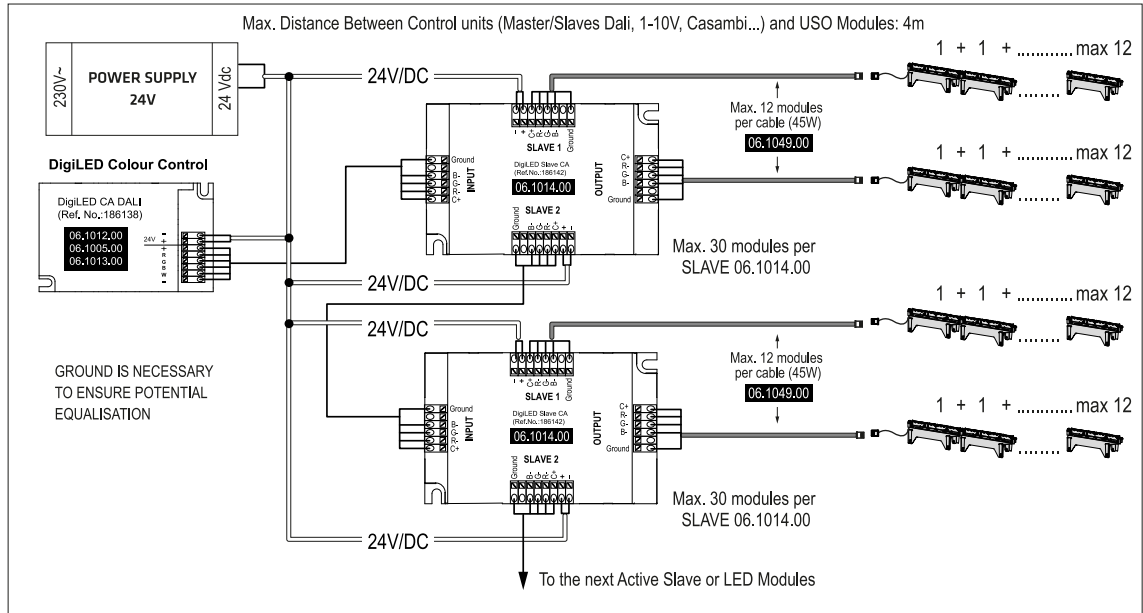 Max. Distance Between Control units (Master/Slaves Dali, 1-10V, Casambi...) and USO Modules: 4m
230V~
POWER SUPPLY
24V
24 Vdc
DigiLED Colour Control
DigiLED CA DALI
(Ref. No.:186138)
06.1012.00
06.1005.00
06.1013.00
24V
-
+
+
R
G
B
W
-
GROUND IS NECESSARY
TO ENSURE POTENTIAL
EQUALISATION
24V/DC
- + C+ R- G- B- Ground
SLAVE 1
DigiLED Slave CA
(Ref.No.:186142)
06.1014.00
SLAVE 2
Ground B- G- R- C+ + -
INPUT
Ground
B-
G-
R-
C+
OUTPUT
C+
R-
G-
B-
Ground
24V/DC
Max. 12 modules
per cable (45W)
06.1049.00
1 + 1 + ............ max 12
........
1 + 1 + ............ max 12
........
Max. 30 modules per
SLAVE 06.1014.00
24V/DC
- + C+ R- G- B- Ground
SLAVE 1
DigiLED Slave CA
(Ref.No.:186142)
06.1014.00
SLAVE 2
Ground B- G- R- C+ + -
INPUT
Ground
B-
G-
R-
C+
OUTPUT
C+
R-
G-
B-
Ground
24V/DC
Max. 12 modules
per cable (45W)
06.1049.00
1 + 1 + ............ max 12
........
1 + 1 + ............ max 12
........
Max. 30 modules per
SLAVE 06.1014.00
To the next Active Slave or LED Modules